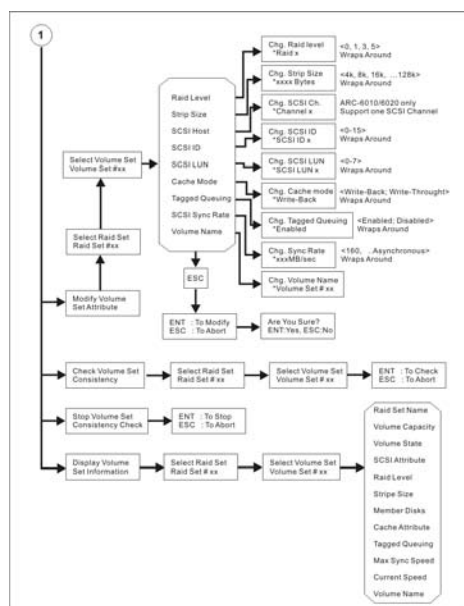 1
Chg. Raid level
*Raid x
<0, 1, 3, 5>
Wraps Around
Chg. Strip Size
*xxxx Bytes
<4k, 8k, 16k, ...128k>
Wraps Around
Raid Level
Strip Size
SCSI Host
SCSI ID
SCSI LUN
Cache Mode
Tagged Queuing
SCSI Sync Rate
Volume Name
Chg. SCSI Ch.
*Channel x
ARC-6010/6020 only
Support one SCSI Channel
Chg. SCSI ID
*SCSI ID x
<0-15>
Wraps Around
Select Volume Set
Volume Set #xx
Chg. SCSI LUN
*SCSI LUN x
<0-7>
Wraps Around
Chg. Cache mode
*Write-Back
<Write-Back; Write-Throught>
Wraps Around
Chg. Tagged Queuing
*Enabled
<Enabled; Disabled>
Wraps Around
Select Raid Set
Raid Set #xx
Chg. Sync Rate
*xxxMB/sec
<160, ..Asynchronous>
Wraps Around
ESC
Chg. Volume Name
*Volume Set # xx
Modify Volume
Set Attribute
ENT : To Modify
ESC : To Abort
Are You Sure?
ENT:Yes, ESC:No
Check Volume Set
Consistency
Select Raid Set
Raid Set # xx
Select Volume Set
Volume Set # xx
ENT : To Check
ESC : To Abort
Stop Volume Set
Consistency Check
ENT : To Stop
ESC : To Abort
Display Volume
Set Information
Select Raid Set
Raid Set # xx
Select Volume Set
Volume Set # xx
Raid Set Name
Volume Capacity
Volume State
SCSI Attribute
Raid Level
Stripe Size
Member Disks
Cache Attribute
Tagged Queuing
Max Sync Speed
Current Speed
Volume Name